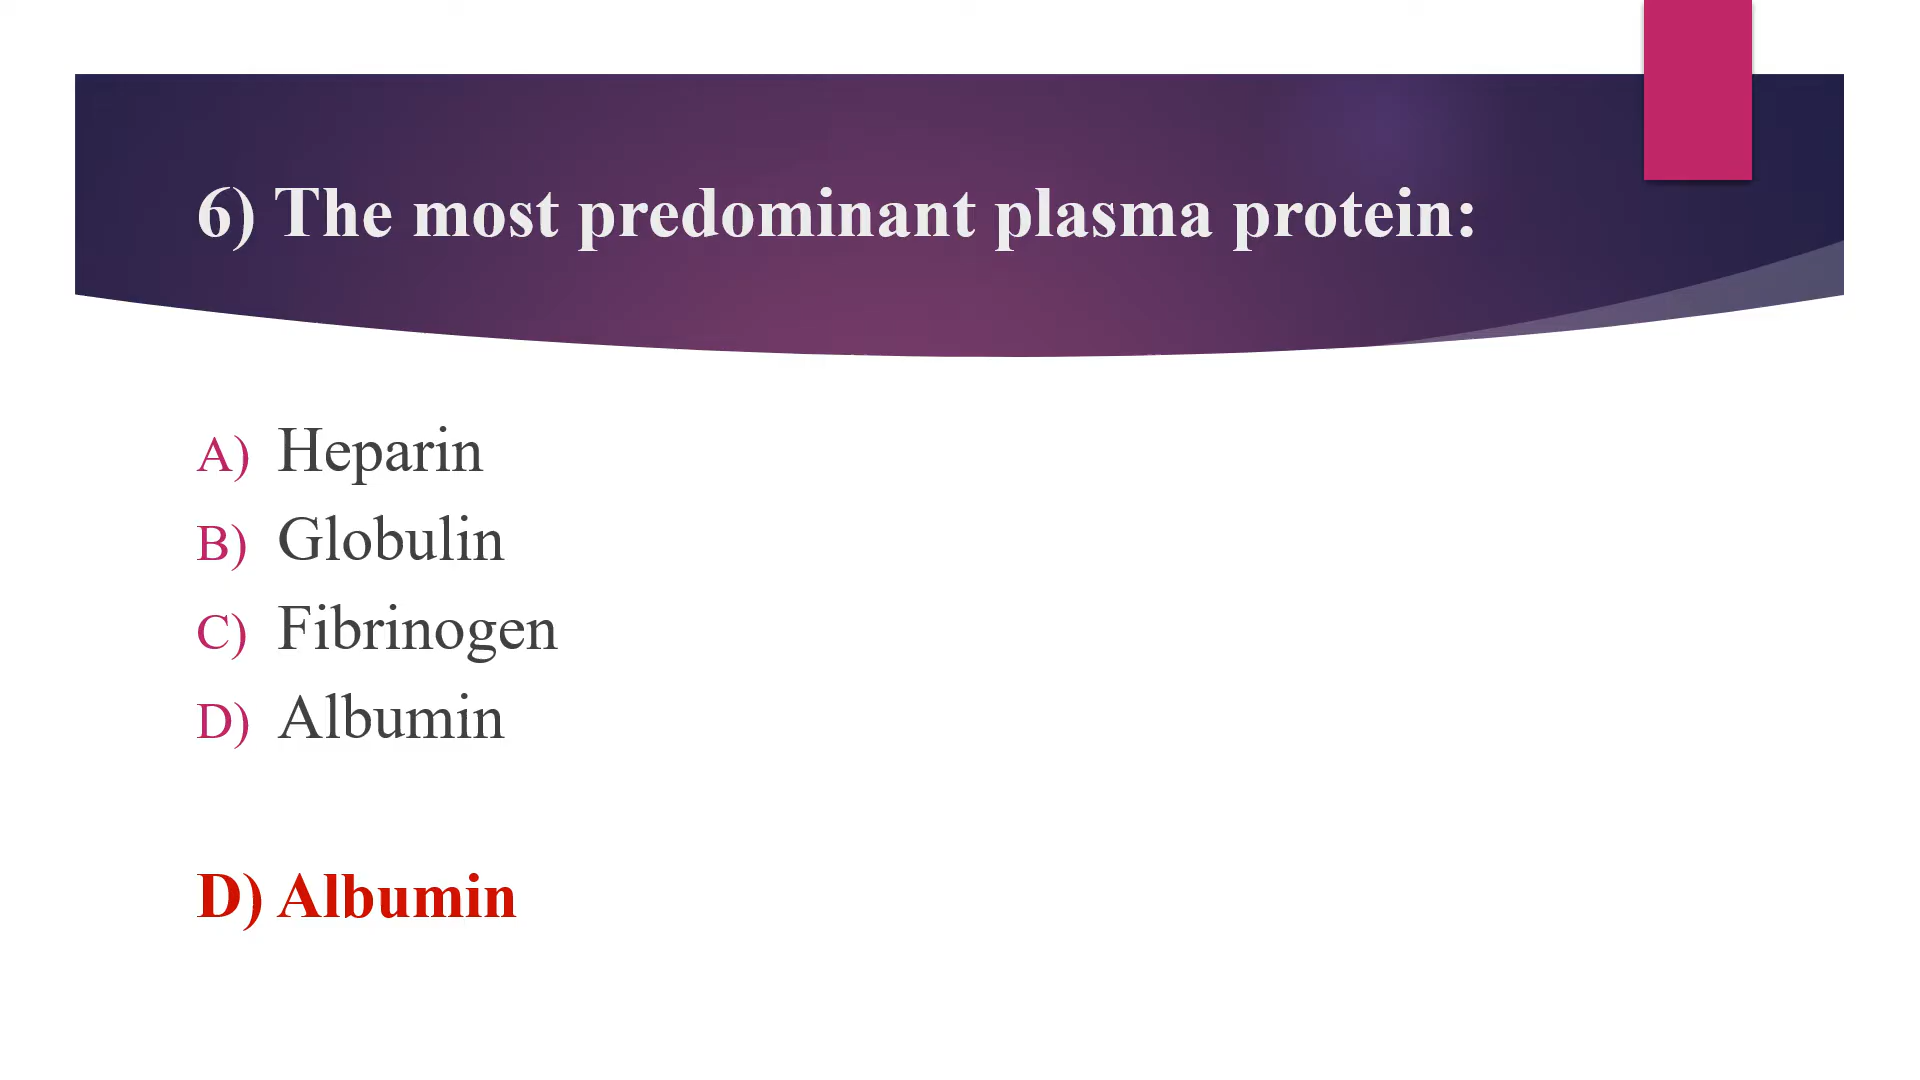 6) The most predominant plasma protein:
A) Heparin
B) Globulin
C) Fibrinogen
D) Albumin
D) Albumin